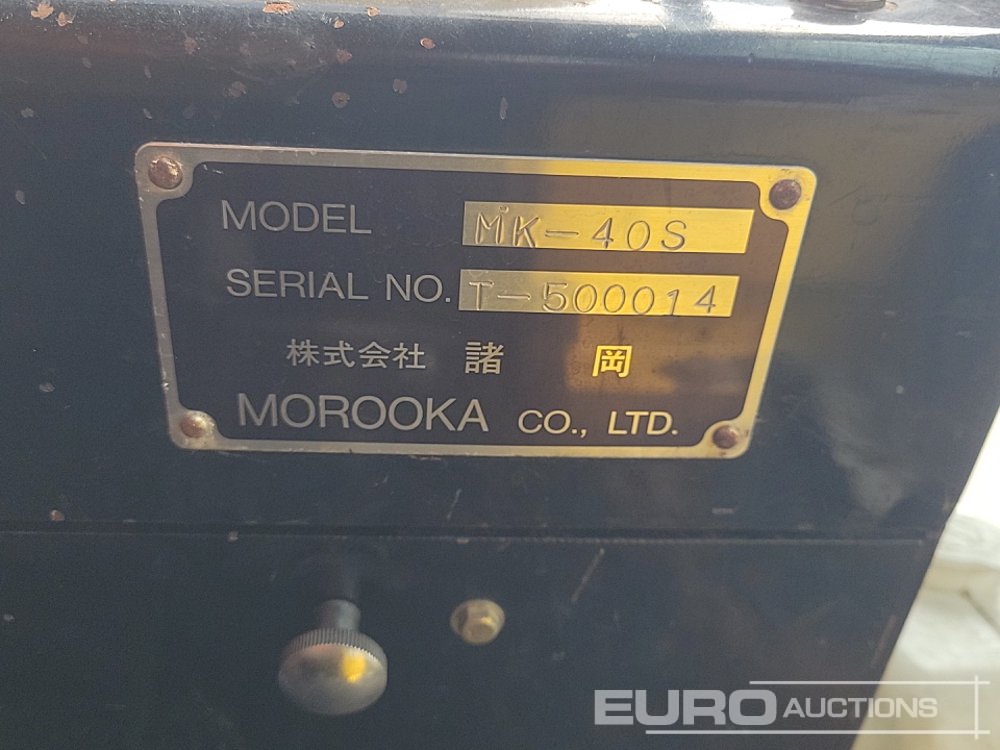 MODEL MK-40S
SERIAL NO. T-500014
株式会社 諸 岡
MOROOKA CO., LTD.
EURO AUCTIONS